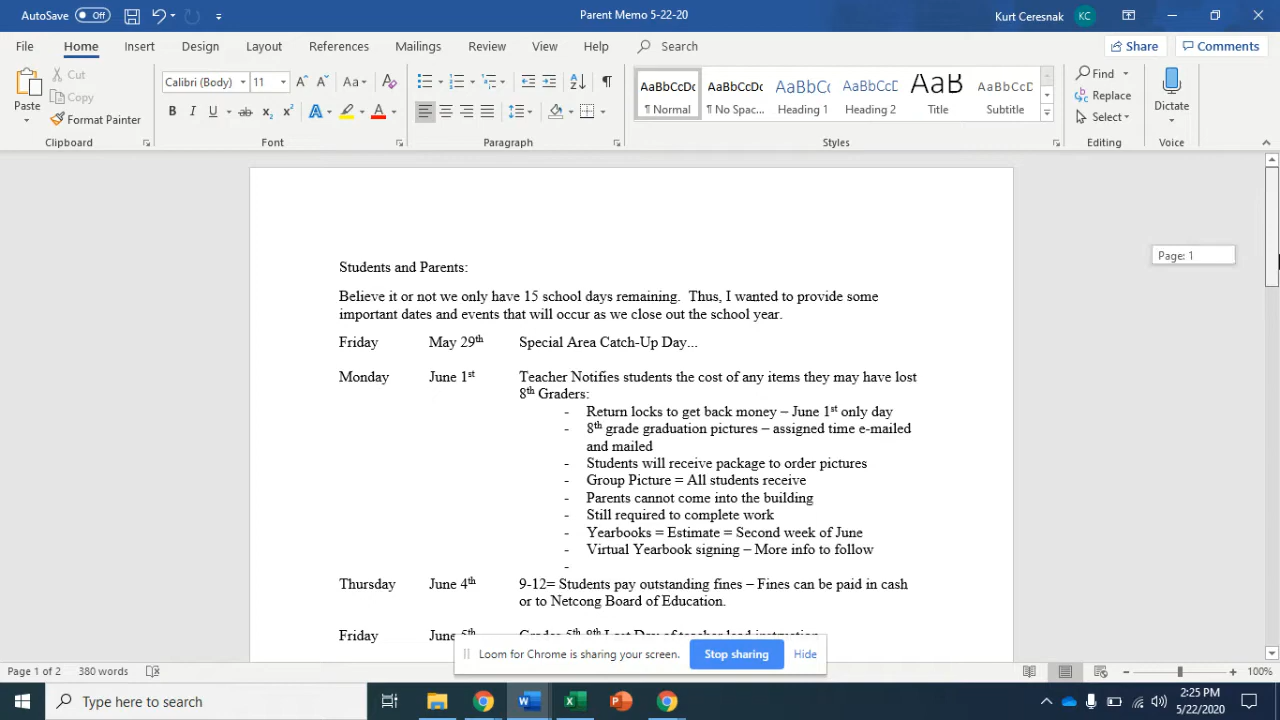 AutoSave Off
Parent Memo 5-22-20
Kurt Ceresnak KC
File Home Insert Design Layout References Mailings Review View Help Search
Share Comments
Paste
Cut
Copy
Format Painter
Calibri (Body) 11
AaBbCcDc
¶ Normal
AaBbCcDc
¶ No Spac...
AaBbCc
Heading 1
AaBbCcD
Heading 2
AaB
Title
AaBbCcD
Subtitle
Find
Replace
Select
Dictate
Clipboard Font Paragraph Styles Editing Voice
Page: 1
Students and Parents:
Believe it or not we only have 15 school days remaining. Thus, I wanted to provide some
important dates and events that will occur as we close out the school year.
Friday May 29th Special Area Catch-Up Day...
Monday June 1st Teacher Notifies students the cost of any items they may have lost
8th Graders:
- Return locks to get back money – June 1st only day
- 8th grade graduation pictures – assigned time e-mailed
and mailed
- Students will receive package to order pictures
- Group Picture = All students receive
- Parents cannot come into the building
- Still required to complete work
- Yearbooks = Estimate = Second week of June
- Virtual Yearbook signing – More info to follow
-
Thursday June 4th 9-12= Students pay outstanding fines – Fines can be paid in cash
or to Netcong Board of Education.
Friday June 5th Grades 5th-8th Last Day of teacher lead instruction
Loom for Chrome is sharing your screen. Stop sharing Hide
Page 1 of 2 380 words 100%
Type here to search
2:25 PM
5/22/2020